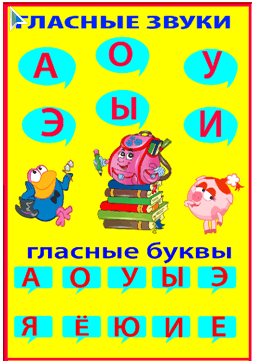 ГЛАСНЫЕ ЗВУКИ
А О У
Э Ы И
гласные буквы
А О У Ы Э
Я Ё Ю И Е